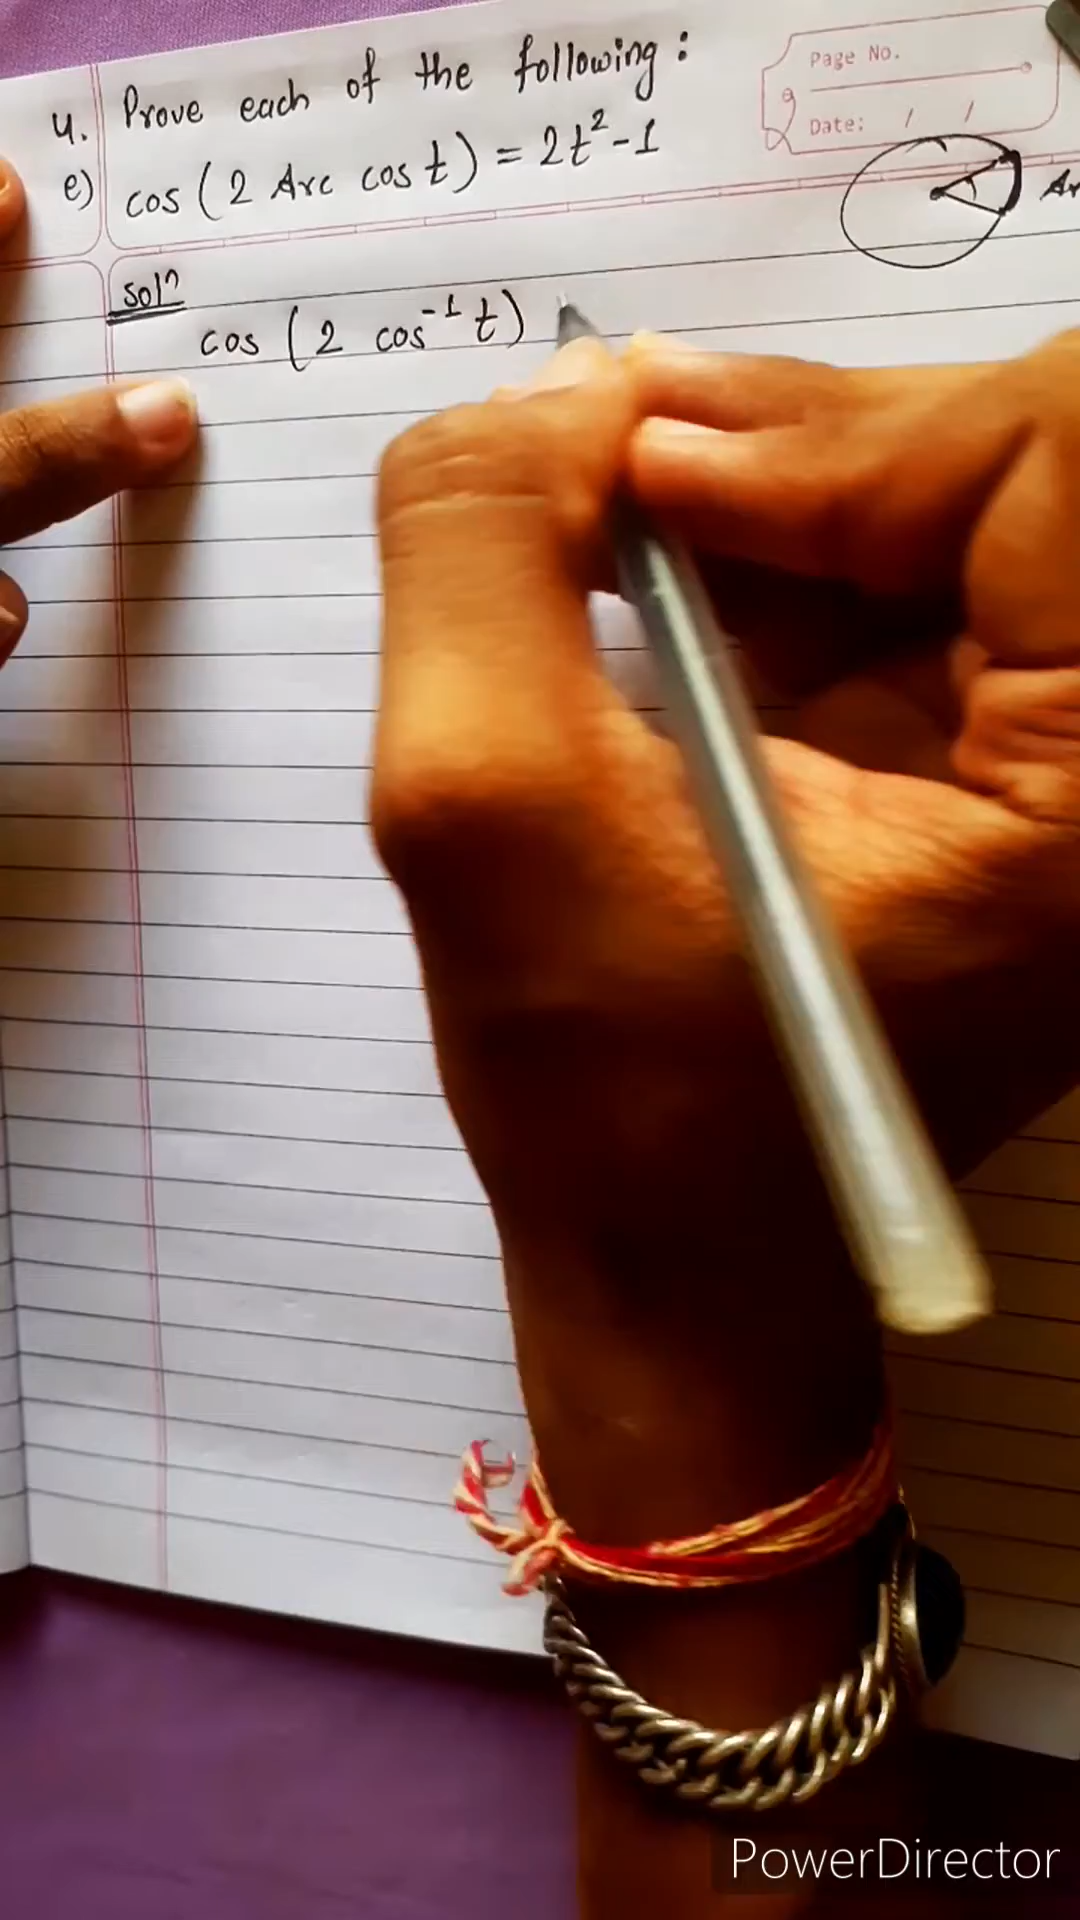 Page No.
Date: / /
4. Prove each of the following :
e) cos (2 Arc cos t) = 2t²-1
Solⁿ
cos (2 cos⁻¹ t)
PowerDirector